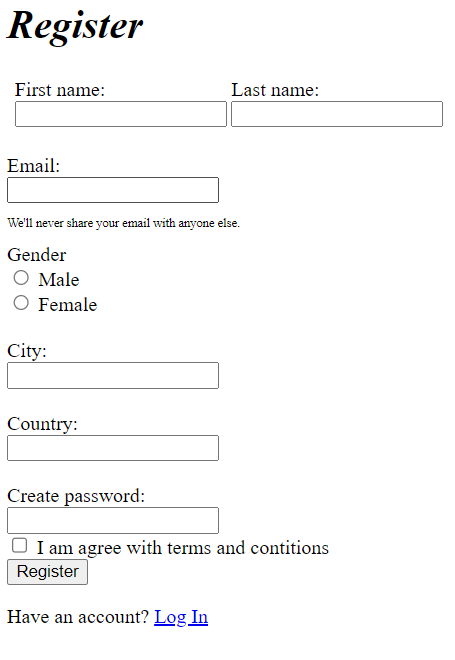 Register
First name: Last name:
Email:
We'll never share your email with anyone else.
Gender
Male
Female
City:
Country:
Create password:
I am agree with terms and contitions
Register
Have an account? Log In